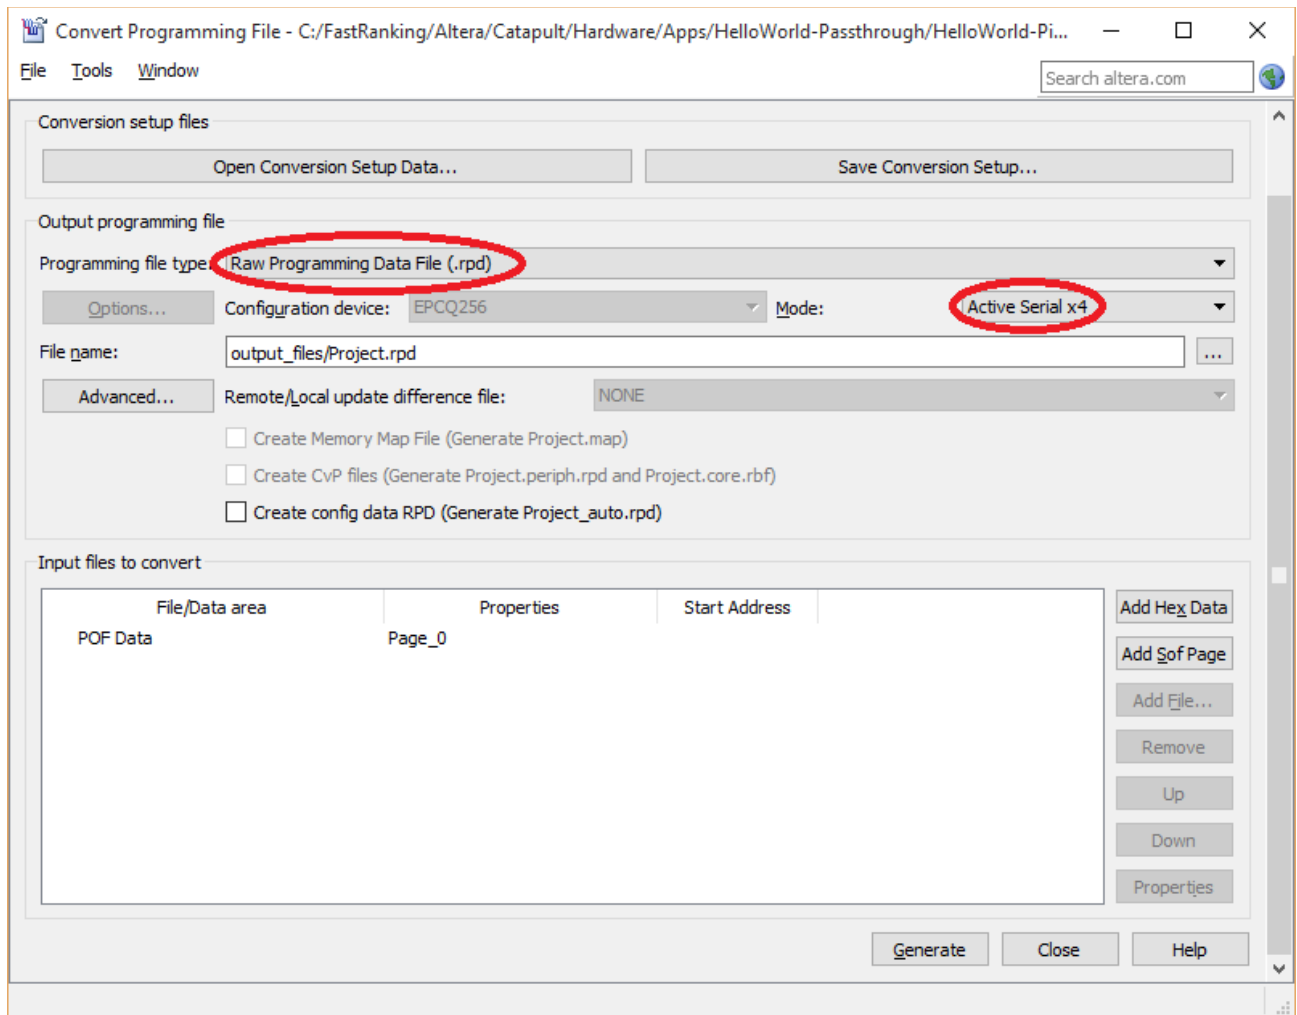 Convert Programming File - C:/FastRanking/Altera/Catapult/Hardware/Apps/HelloWorld-Passthrough/HelloWorld-Pi...
File Tools Window
Search altera.com
Conversion setup files
Open Conversion Setup Data... Save Conversion Setup...
Output programming file
Programming file type: Raw Programming Data File (.rpd)
Options... Configuration device: EPCQ256 Mode: Active Serial x4
File name: output_files/Project.rpd ...
Advanced... Remote/Local update difference file: NONE
Create Memory Map File (Generate Project.map)
Create CvP files (Generate Project.periph.rpd and Project.core.rbf)
Create config data RPD (Generate Project_auto.rpd)
Input files to convert
File/Data area Properties Start Address
POF Data Page_0
Add Hex Data
Add Sof Page
Add File...
Remove
Up
Down
Properties
Generate Close Help